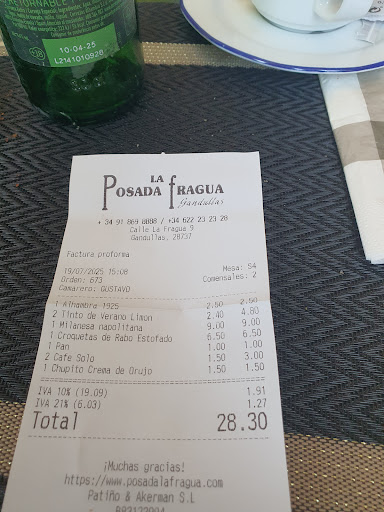 RETORNABLE
10-04-25
L2141010928
LA
POSADA FRAGUA
Gandullas
+ 34 91 869 8088 / +34 622 23 23 28
Calle La Fragua 9
Gandullas, 28737
Factura proforma
19/07/2025 15:08 Mesa: S4
Orden: 673 Comensales: 2
Camarero: GUSTAVO
1 Alhambra 1925 2.50 2.50
2 Tinto de Verano Limon 2.40 4.80
1 Milanesa napolitana 9.00 9.00
1 Croquetas de Rabo Estofado 6.50 6.50
1 Pan 1.00 1.00
2 Cafe Solo 1.50 3.00
1 Chupito Crema de Orujo 1.50 1.50
IVA 10% (19.09) 1.91
IVA 21% (6.03) 1.27
Total 28.30
¡Muchas gracias!
https://www.posadalafragua.com
Patiño & Akerman S.L